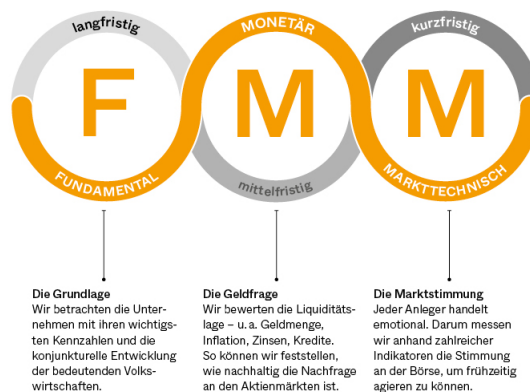 langfristig
F
FUNDAMENTAL
MONETÄR
M
mittelfristig
kurzfristig
M
MARKTTECHNISCH
Die Grundlage
Wir betrachten die Unter-
nehmen mit ihren wichtigs-
ten Kennzahlen und die
konjunkturelle Entwicklung
der bedeutenden Volks-
wirtschaften.
Die Geldfrage
Wir bewerten die Liquiditäts-
lage – u. a. Geldmenge,
Inflation, Zinsen, Kredite.
So können wir feststellen,
wie nachhaltig die Nachfrage
an den Aktienmärkten ist.
Die Marktstimmung
Jeder Anleger handelt
emotional. Darum messen
wir anhand zahlreicher
Indikatoren die Stimmung
an der Börse, um frühzeitig
agieren zu können.